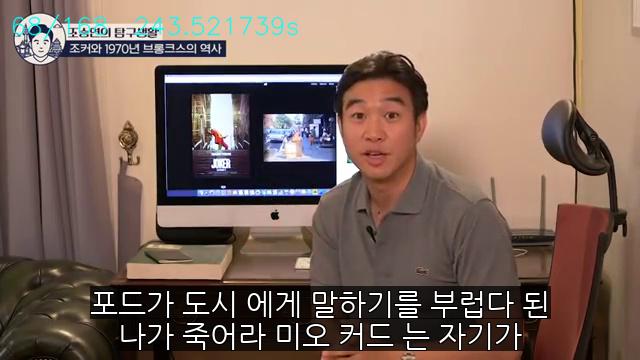 68/168  243.521739s
조승연의 탐구생활
조커와 1970년 브롱크스의 역사
JOKER
포드가 도시 에게 말하기를 부럽다 된
나가 죽어라 미오 커드 는 자기가